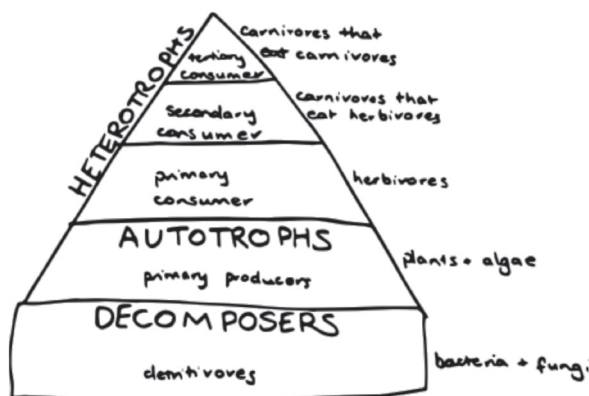 carnivores that
eat carnivores
tertiary
consumer
HETEROTROPHS
carnivores that
eat herbivores
secondary
consumer
primary
consumer
herbivores
AUTOTROPHS
primary producers
plants + algae
DECOMPOSERS
detritivores
bacteria + fungi